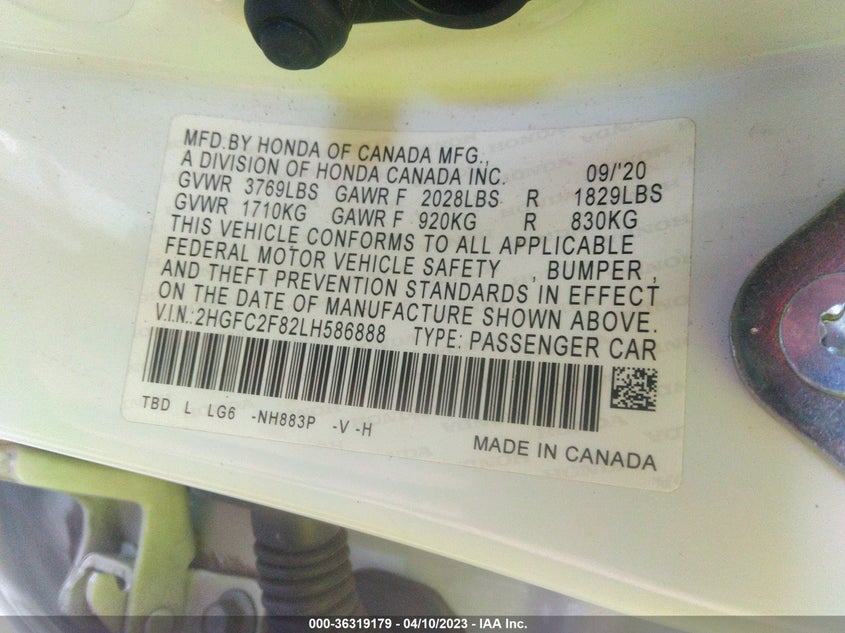 MFD.BY HONDA OF CANADA MFG.,
A DIVISION OF HONDA CANADA INC. 09/'20
GVWR 3769LBS GAWR F 2028LBS R 1829LBS
GVWR 1710KG GAWR F 920KG R 830KG
THIS VEHICLE CONFORMS TO ALL APPLICABLE
FEDERAL MOTOR VEHICLE SAFETY , BUMPER ,
AND THEFT PREVENTION STANDARDS IN EFFECT
ON THE DATE OF MANUFACTURE SHOWN ABOVE.
V.I.N.:2HGFC2F82LH586888 TYPE: PASSENGER CAR
TBD L LG6 -NH883P -V -H
MADE IN CANADA
000-36319179 - 04/10/2023 - IAA Inc.